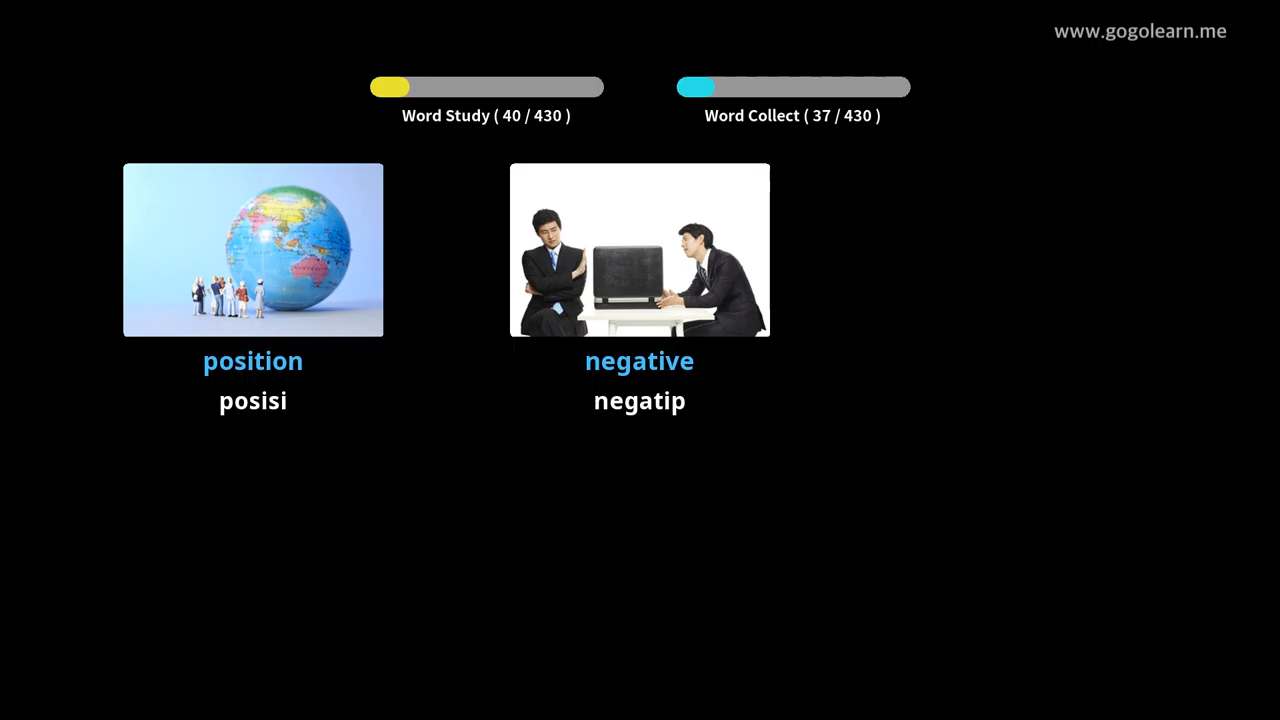 www.gogolearn.me
Word Study ( 40 / 430 )
Word Collect ( 37 / 430 )
position
posisi
negative
negatip